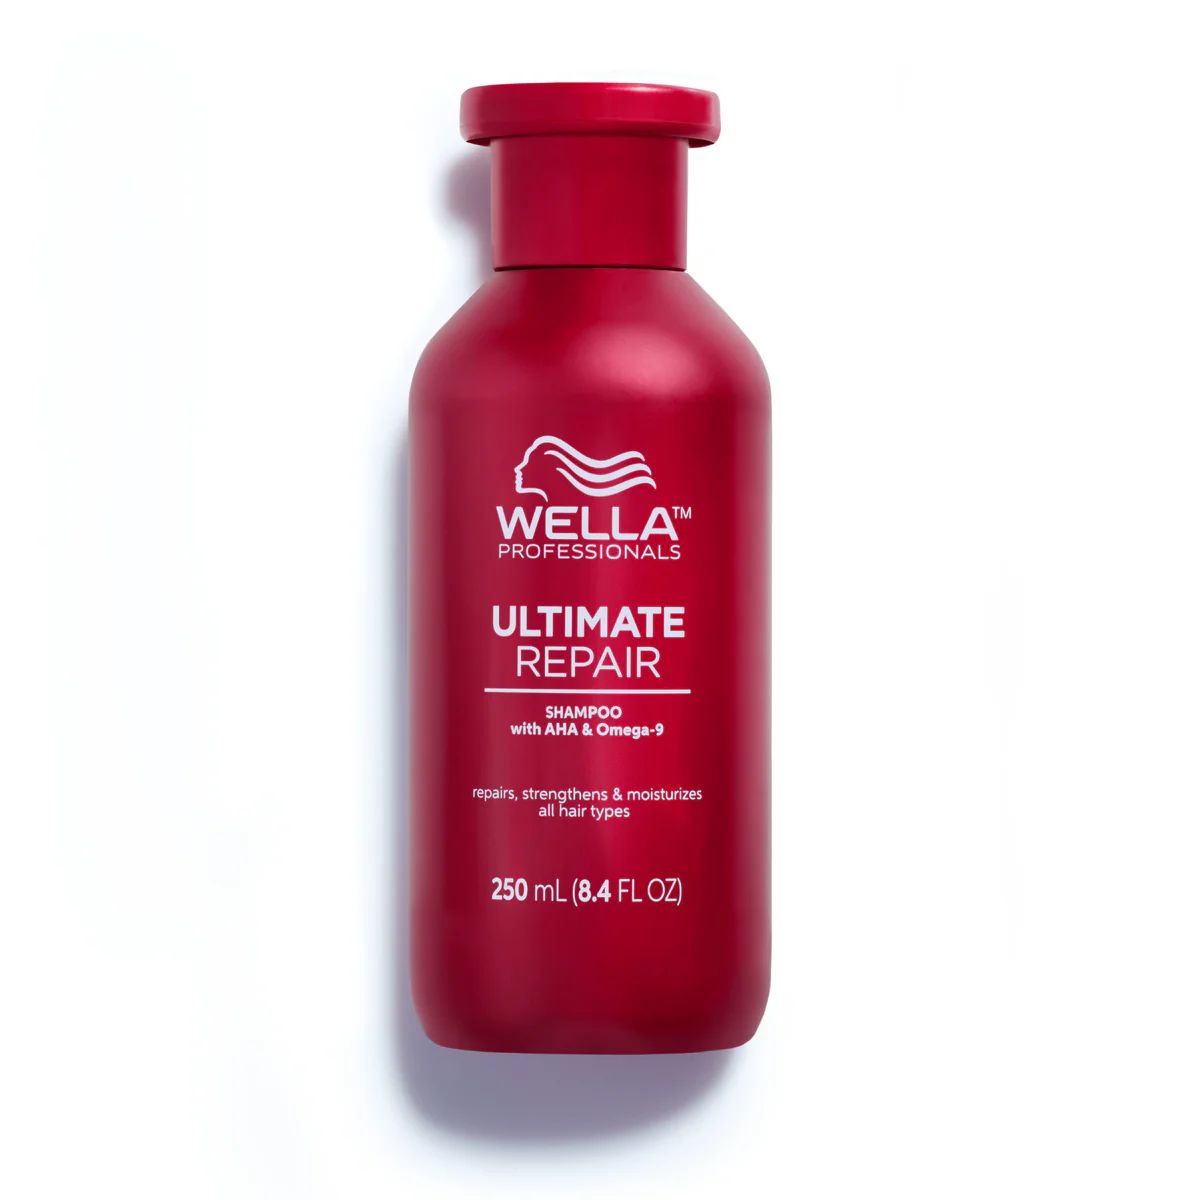 WELLA™
PROFESSIONALS
ULTIMATE
REPAIR
SHAMPOO
with AHA & Omega-9
repairs, strengthens & moisturizes
all hair types
250 mL (8.4 FL OZ)